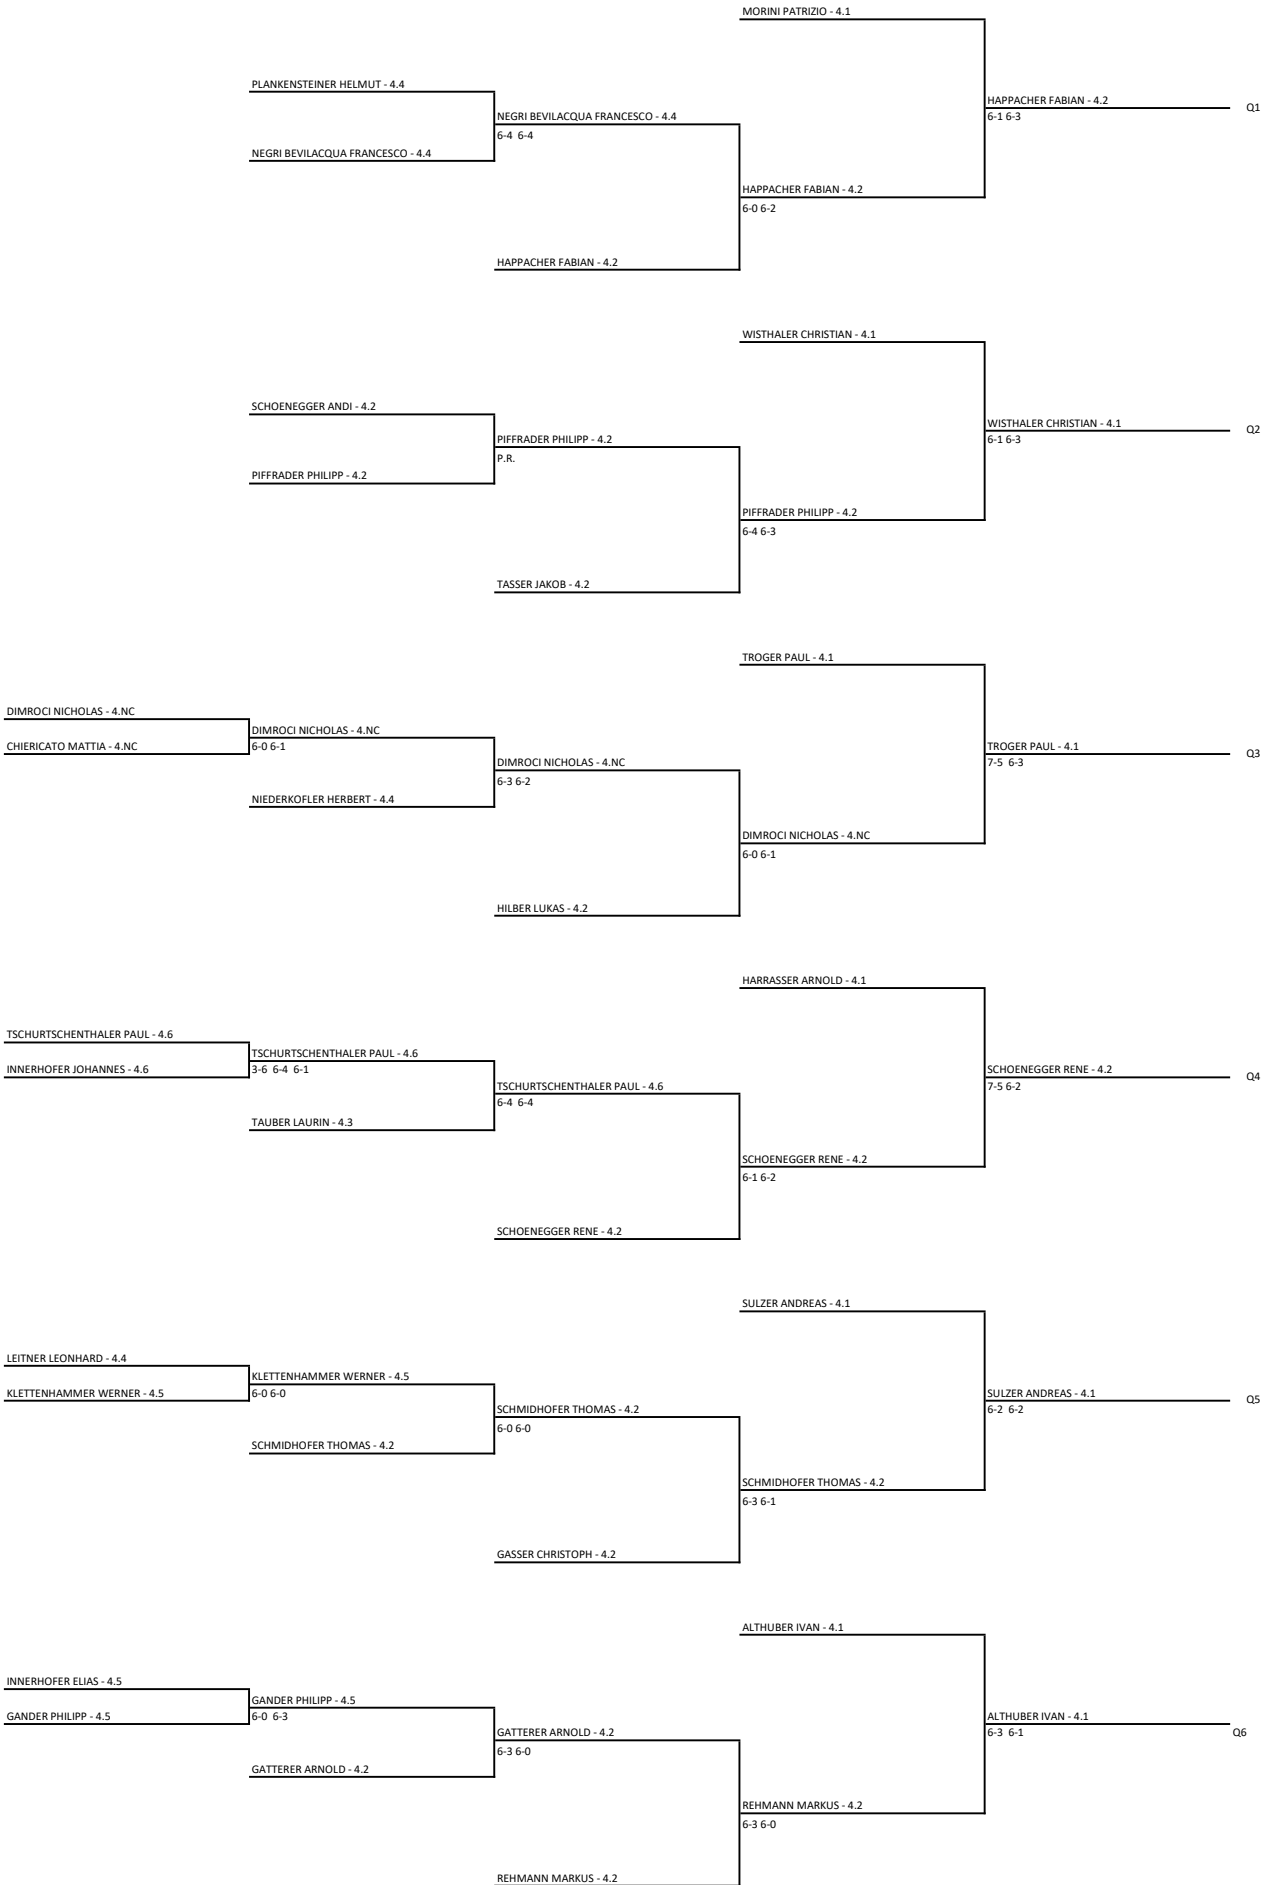 MORINI PATRIZIO - 4.1
PLANKENSTEINER HELMUT - 4.4
HAPPACHER FABIAN - 4.2
Q1
6-1 6-3
NEGRI BEVILACQUA FRANCESCO - 4.4
6-4 6-4
NEGRI BEVILACQUA FRANCESCO - 4.4
HAPPACHER FABIAN - 4.2
6-0 6-2
HAPPACHER FABIAN - 4.2
WISTHALER CHRISTIAN - 4.1
SCHOENEGGER ANDI - 4.2
WISTHALER CHRISTIAN - 4.1
Q2
6-1 6-3
PIFFRADER PHILIPP - 4.2
P.R.
PIFFRADER PHILIPP - 4.2
PIFFRADER PHILIPP - 4.2
6-4 6-3
TASSER JAKOB - 4.2
TROGER PAUL - 4.1
DIMROCI NICHOLAS - 4.NC
DIMROCI NICHOLAS - 4.NC
CHIERICATO MATTIA - 4.NC
6-0 6-1
TROGER PAUL - 4.1
Q3
7-5 6-3
DIMROCI NICHOLAS - 4.NC
6-3 6-2
NIEDERKOFLER HERBERT - 4.4
DIMROCI NICHOLAS - 4.NC
6-0 6-1
HILBER LUKAS - 4.2
HARRASSER ARNOLD - 4.1
TSCHURTSCHENTHALER PAUL - 4.6
TSCHURTSCHENTHALER PAUL - 4.6
INNERHOFER JOHANNES - 4.6
3-6 6-4 6-1
SCHOENEGGER RENE - 4.2
Q4
7-5 6-2
TSCHURTSCHENTHALER PAUL - 4.6
6-4 6-4
TAUBER LAURIN - 4.3
SCHOENEGGER RENE - 4.2
6-1 6-2
SCHOENEGGER RENE - 4.2
SULZER ANDREAS - 4.1
LEITNER LEONHARD - 4.4
KLETTENHAMMER WERNER - 4.5
KLETTENHAMMER WERNER - 4.5
6-0 6-0
SULZER ANDREAS - 4.1
Q5
6-2 6-2
SCHMIDHOFER THOMAS - 4.2
6-0 6-0
SCHMIDHOFER THOMAS - 4.2
SCHMIDHOFER THOMAS - 4.2
6-3 6-1
GASSER CHRISTOPH - 4.2
ALTHUBER IVAN - 4.1
INNERHOFER ELIAS - 4.5
GANDER PHILIPP - 4.5
GANDER PHILIPP - 4.5
6-0 6-3
ALTHUBER IVAN - 4.1
Q6
6-3 6-1
GATTERER ARNOLD - 4.2
6-3 6-0
GATTERER ARNOLD - 4.2
REHMANN MARKUS - 4.2
6-3 6-0
REHMANN MARKUS - 4.2